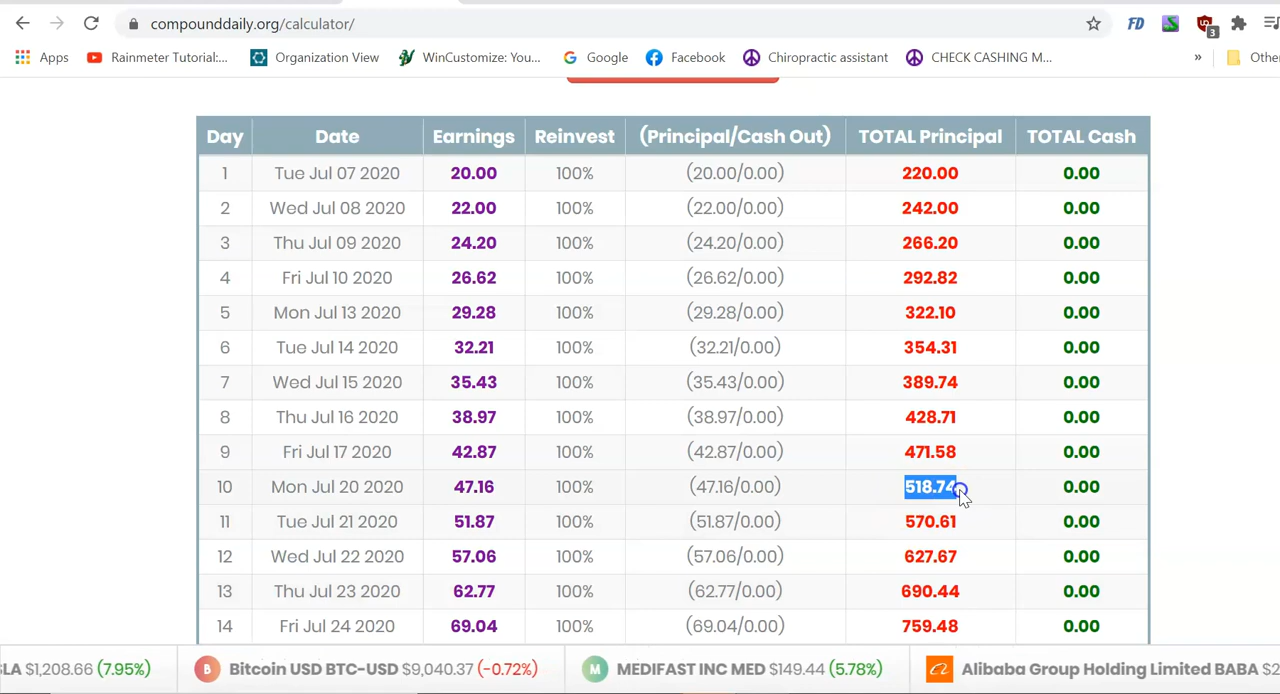 compounddaily.org/calculator/
FD 3
Apps Rainmeter Tutorial:... Organization View WinCustomize: You... Google Facebook Chiropractic assistant CHECK CASHING M... » Other
Day Date Earnings Reinvest (Principal/Cash Out) TOTAL Principal TOTAL Cash
1 Tue Jul 07 2020 20.00 100% (20.00/0.00) 220.00 0.00
2 Wed Jul 08 2020 22.00 100% (22.00/0.00) 242.00 0.00
3 Thu Jul 09 2020 24.20 100% (24.20/0.00) 266.20 0.00
4 Fri Jul 10 2020 26.62 100% (26.62/0.00) 292.82 0.00
5 Mon Jul 13 2020 29.28 100% (29.28/0.00) 322.10 0.00
6 Tue Jul 14 2020 32.21 100% (32.21/0.00) 354.31 0.00
7 Wed Jul 15 2020 35.43 100% (35.43/0.00) 389.74 0.00
8 Thu Jul 16 2020 38.97 100% (38.97/0.00) 428.71 0.00
9 Fri Jul 17 2020 42.87 100% (42.87/0.00) 471.58 0.00
10 Mon Jul 20 2020 47.16 100% (47.16/0.00) 518.74 0.00
11 Tue Jul 21 2020 51.87 100% (51.87/0.00) 570.61 0.00
12 Wed Jul 22 2020 57.06 100% (57.06/0.00) 627.67 0.00
13 Thu Jul 23 2020 62.77 100% (62.77/0.00) 690.44 0.00
14 Fri Jul 24 2020 69.04 100% (69.04/0.00) 759.48 0.00
SLA $1,208.66 (7.95%) B Bitcoin USD BTC-USD $9,040.37 (-0.72%) M MEDIFAST INC MED $149.44 (5.78%) Alibaba Group Holding Limited BABA $2